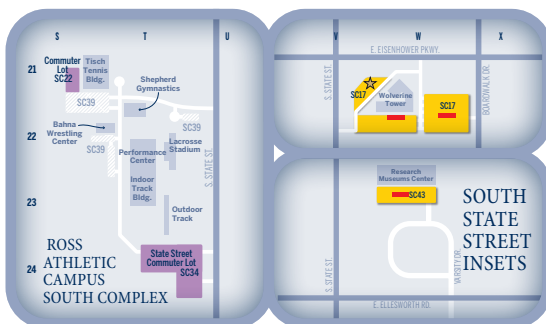 S
T
U
21
22
23
24
Commuter
Lot
SC22
Tisch
Tennis
Bldg.
Shepherd
Gymnastics
SC39
SC39
Bahna
Wrestling
Center
SC39
Lacrosse
Stadium
Performance
Center
Indoor
Track
Bldg.
Outdoor
Track
S. STATE ST.
State Street
Commuter Lot
SC34
ROSS
ATHLETIC
CAMPUS
SOUTH COMPLEX
V
W
X
E. EISENHOWER PKWY.
S. STATE ST.
BOARDWALK DR.
SC17
Wolverine
Tower
SC17
Research
Museums Center
SC43
S. STATE ST.
VARSITY DR.
E. ELLESWORTH RD.
SOUTH
STATE
STREET
INSETS